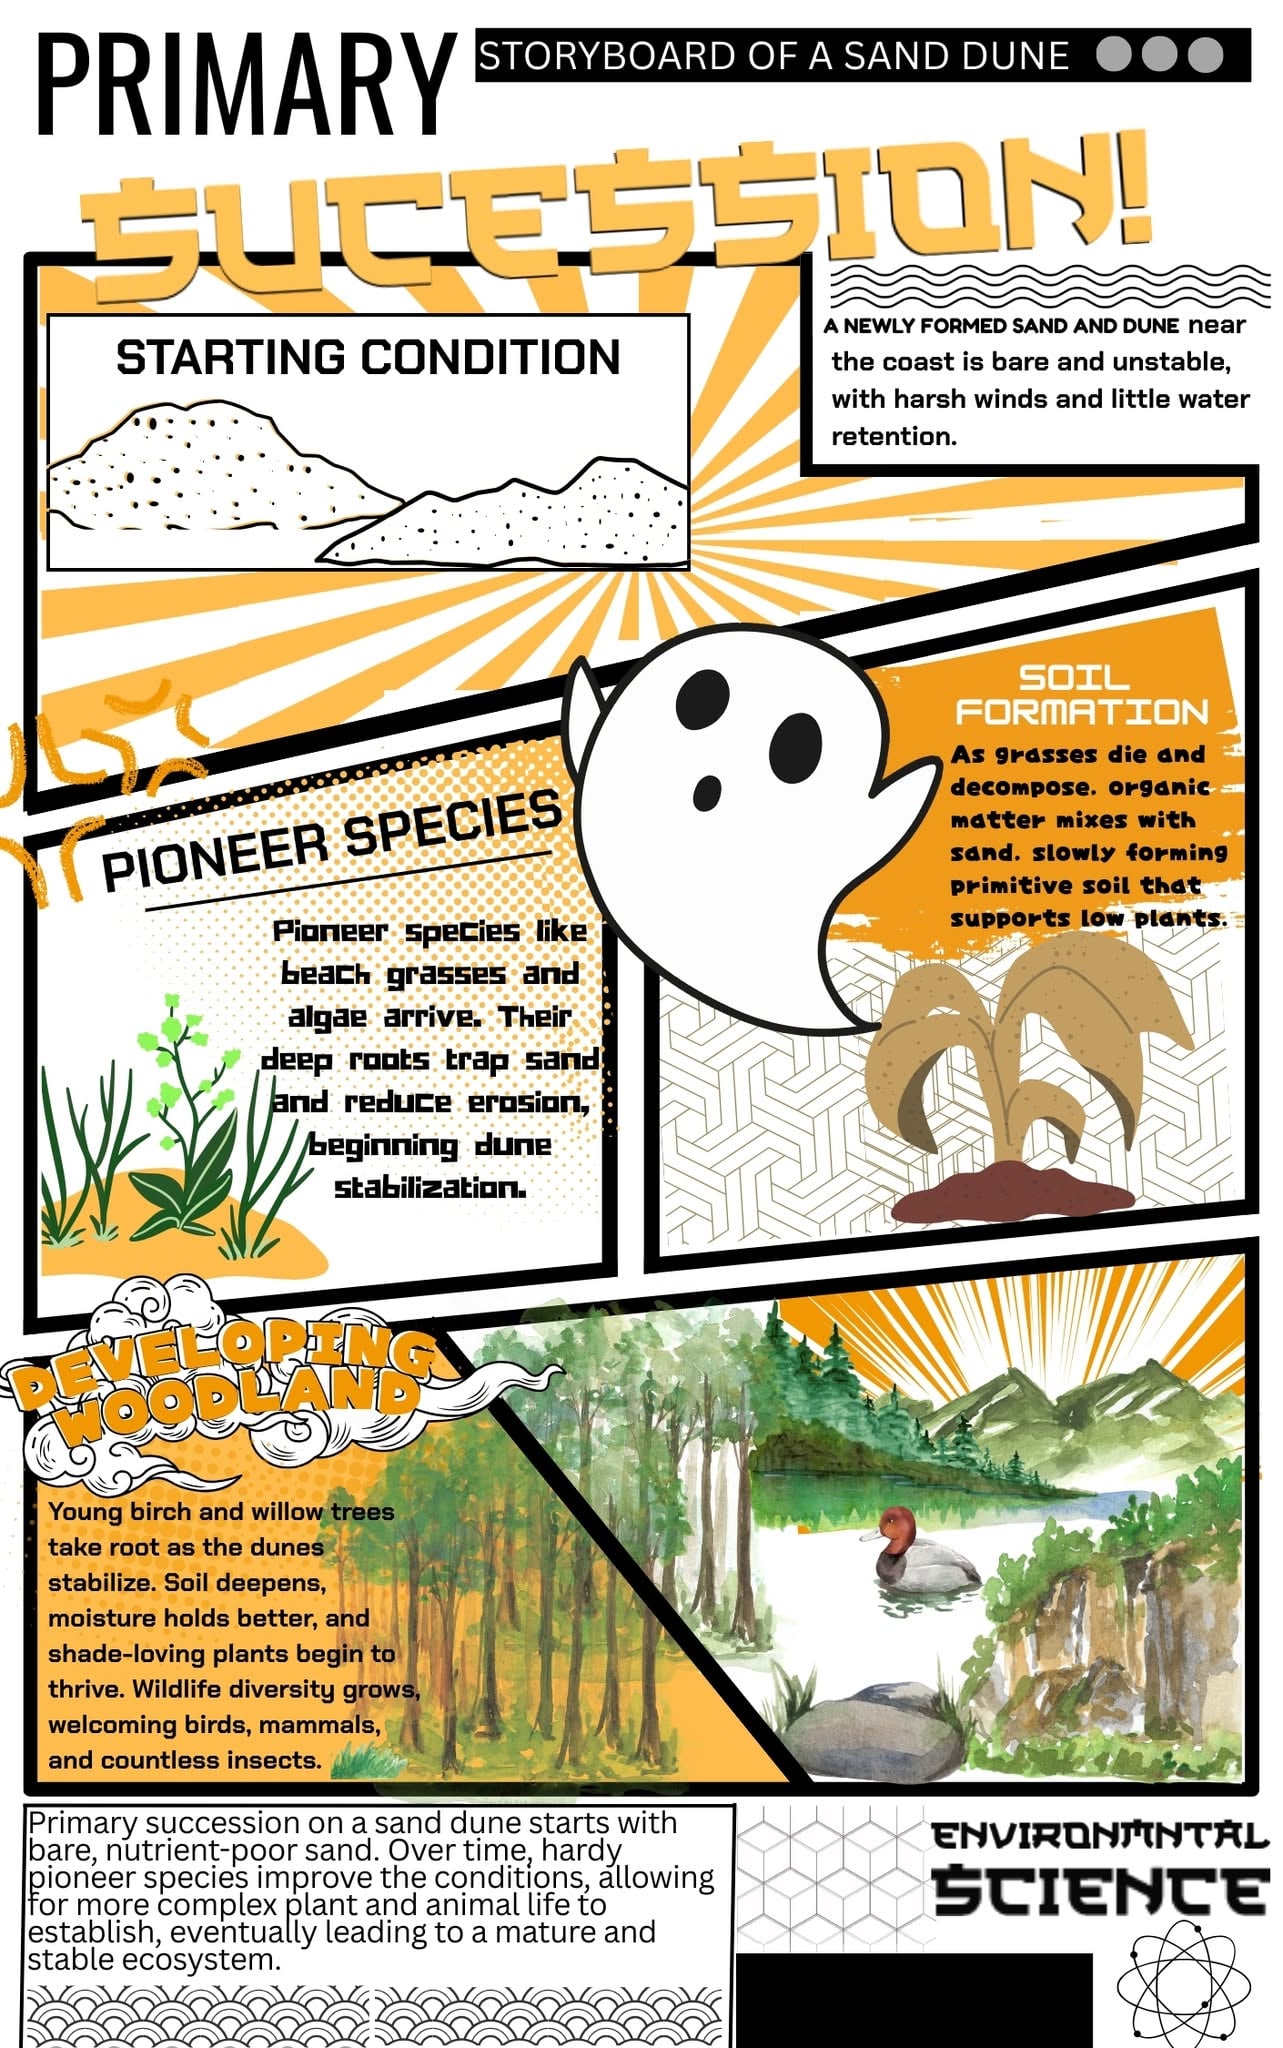 PRIMARY
STORYBOARD OF A SAND DUNE
SUCESSION!
STARTING CONDITION
A NEWLY FORMED SAND AND DUNE near
the coast is bare and unstable,
with harsh winds and little water
retention.
PIONEER SPECIES
Pioneer species like
beach grasses and
algae arrive. Their
deep roots trap sand
and reduce erosion,
beginning dune
stabilization.
SOIL
FORMATION
As grasses die and
decompose, organic
matter mixes with
sand, slowly forming
primitive soil that
supports low plants.
DEVELOPING
WOODLAND
Young birch and willow trees
take root as the dunes
stabilize. Soil deepens,
moisture holds better, and
shade-loving plants begin to
thrive. Wildlife diversity grows,
welcoming birds, mammals,
and countless insects.
Primary succession on a sand dune starts with
bare, nutrient-poor sand. Over time, hardy
pioneer species improve the conditions, allowing
for more complex plant and animal life to
establish, eventually leading to a mature and
stable ecosystem.
ENVIRONMNTAL
SCIENCE